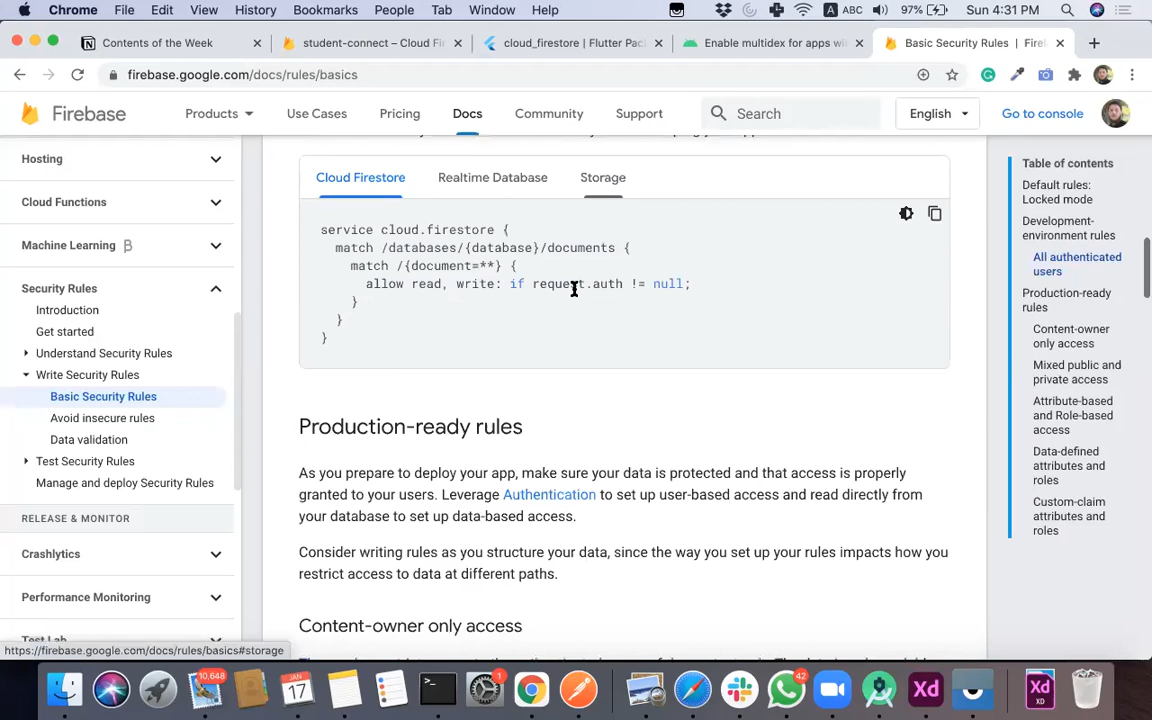 Chrome File Edit View History Bookmarks People Tab Window Help A ABC 97% Sun 4:31 PM
Contents of the Week
student-connect – Cloud Fi
cloud_firestore | Flutter Pac
Enable multidex for apps wi
Basic Security Rules | Fire
firebase.google.com/docs/rules/basics
Firebase Products Use Cases Pricing Docs Community Support Search English Go to console
Hosting
Cloud Functions
Machine Learning β
Security Rules
Introduction
Get started
Understand Security Rules
Write Security Rules
Basic Security Rules
Avoid insecure rules
Data validation
Test Security Rules
Manage and deploy Security Rules
RELEASE & MONITOR
Crashlytics
Performance Monitoring
Test Lab
https://firebase.google.com/docs/rules/basics#storage
Cloud Firestore Realtime Database Storage
service cloud.firestore {
match /databases/{database}/documents {
match /{document=**} {
allow read, write: if request.auth != null;
}
}
}
Production-ready rules
As you prepare to deploy your app, make sure your data is protected and that access is properly
granted to your users. Leverage Authentication to set up user-based access and read directly from
your database to set up data-based access.
Consider writing rules as you structure your data, since the way you set up your rules impacts how you
restrict access to data at different paths.
Content-owner only access
Table of contents
Default rules:
Locked mode
Development-
environment rules
All authenticated
users
Production-ready
rules
Content-owner
only access
Mixed public and
private access
Attribute-based
and Role-based
access
Data-defined
attributes and
roles
Custom-claim
attributes and
roles
10,648
JAN
17
1
42
Xd
Xd